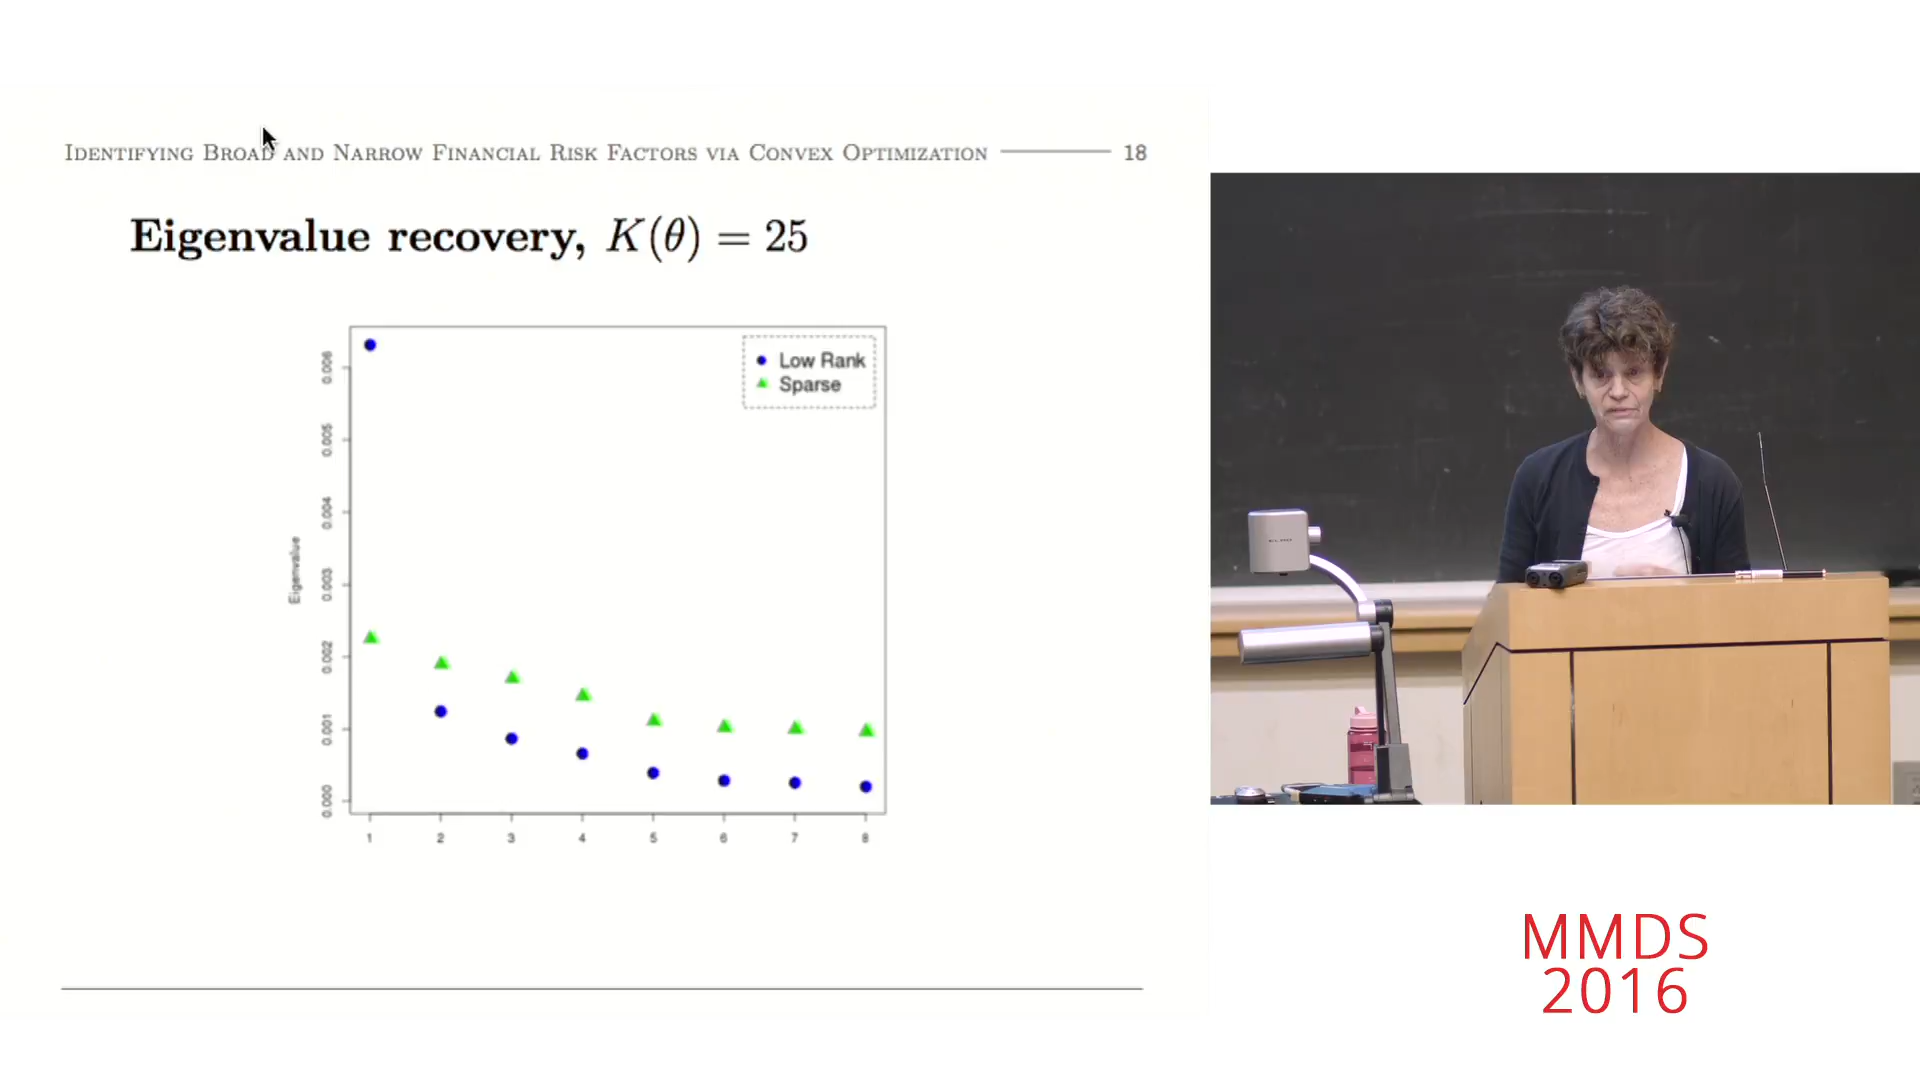 IDENTIFYING BROAD AND NARROW FINANCIAL RISK FACTORS VIA CONVEX OPTIMIZATION 18
Eigenvalue recovery, K(θ) = 25
Low Rank
Sparse
Eigenvalue
0.006
0.005
0.004
0.003
0.002
0.001
0.000
1 2 3 4 5 6 7 8
ELMO
MMDS
2016